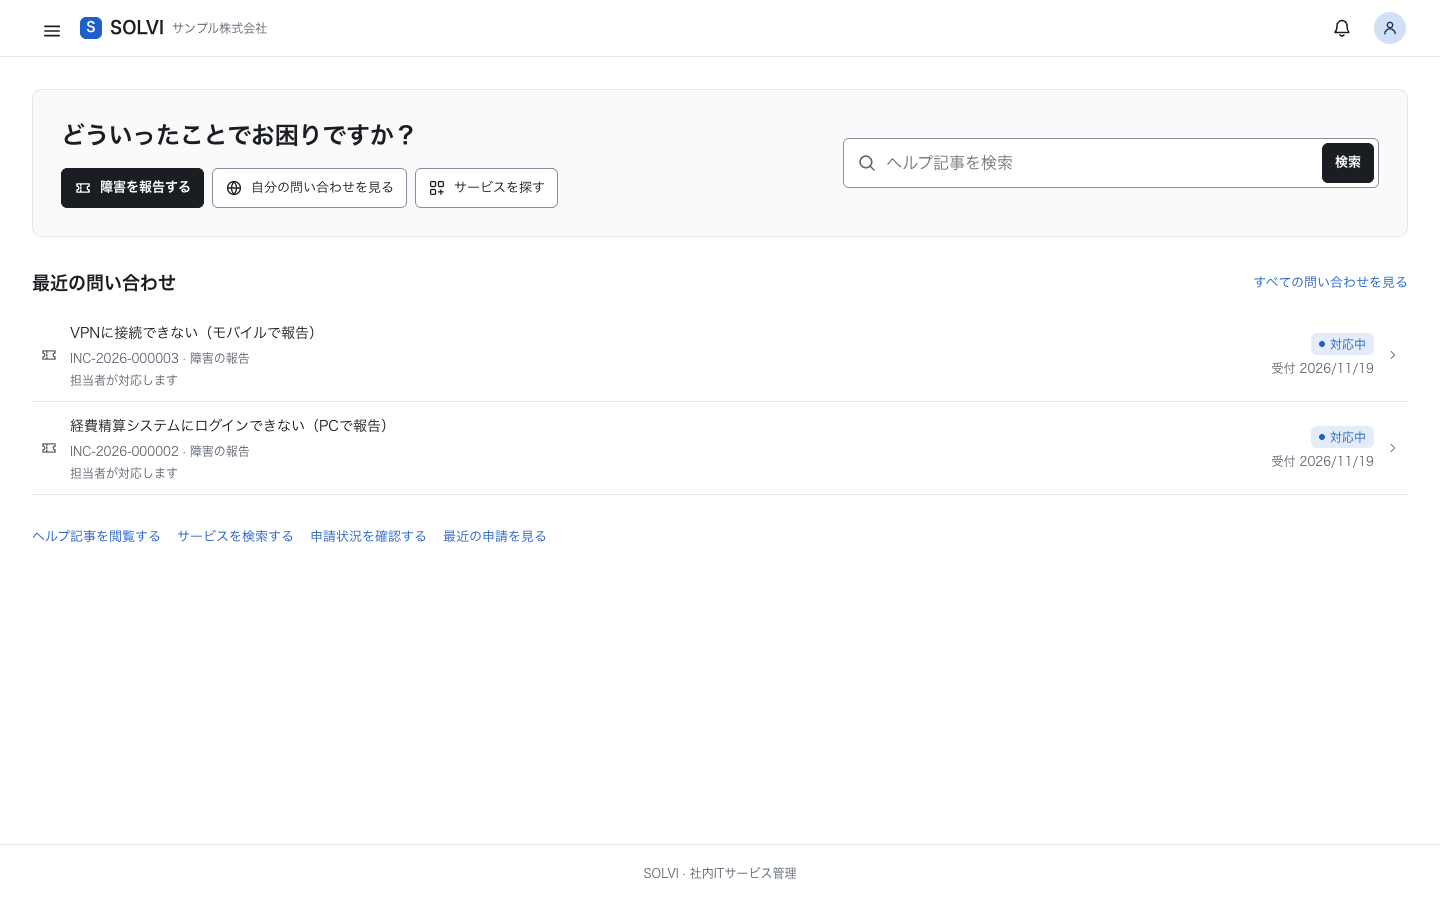 S SOLVI サンプル株式会社
どういったことでお困りですか？
障害を報告する 自分の問い合わせを見る サービスを探す
ヘルプ記事を検索 検索
最近の問い合わせ すべての問い合わせを見る
VPNに接続できない（モバイルで報告）
INC-2026-000003 · 障害の報告
担当者が対応します
対応中
受付 2026/11/19
経費精算システムにログインできない（PCで報告）
INC-2026-000002 · 障害の報告
担当者が対応します
対応中
受付 2026/11/19
ヘルプ記事を閲覧する サービスを検索する 申請状況を確認する 最近の申請を見る
SOLVI · 社内ITサービス管理